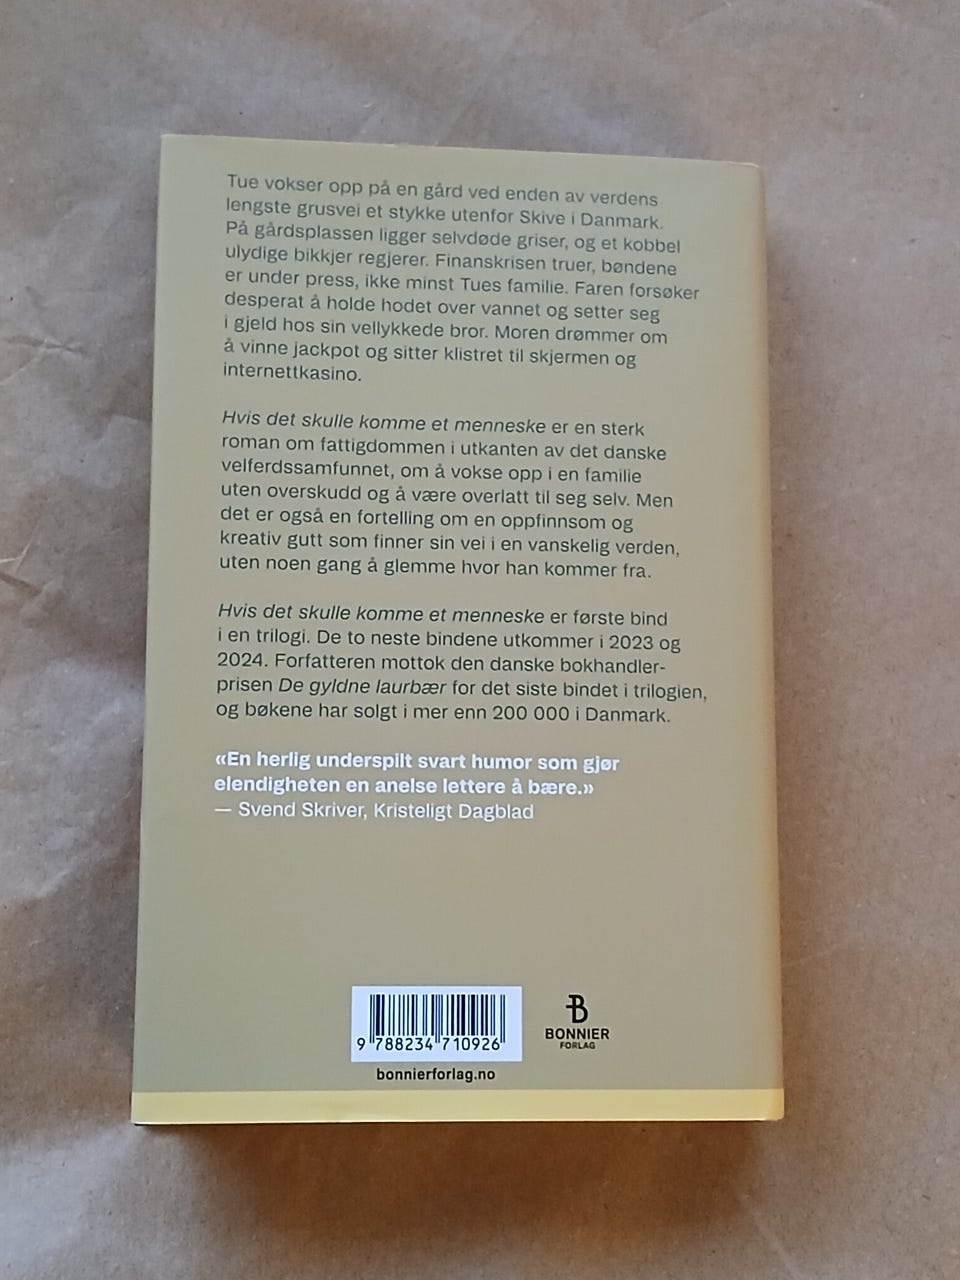 Tue vokser opp på en gård ved enden av verdens
lengste grusvei et stykke utenfor Skive i Danmark.
På gårdsplassen ligger selvdøde griser, og et kobbel
ulydige bikkjer regjerer. Finanskrisen truer, bøndene
er under press, ikke minst Tues familie. Faren forsøker
desperat å holde hodet over vannet og setter seg
i gjeld hos sin vellykkede bror. Moren drømmer om
å vinne jackpot og sitter klistret til skjermen og
internettkasino.
Hvis det skulle komme et menneske er en sterk
roman om fattigdommen i utkanten av det danske
velferdssamfunnet, om å vokse opp i en familie
uten overskudd og å være overlatt til seg selv. Men
det er også en fortelling om en oppfinnsom og
kreativ gutt som finner sin vei i en vanskelig verden,
uten noen gang å glemme hvor han kommer fra.
Hvis det skulle komme et menneske er første bind
i en trilogi. De to neste bindene utkommer i 2023 og
2024. Forfatteren mottok den danske bokhandler-
prisen De gyldne laurbær for det siste bindet i trilogien,
og bøkene har solgt i mer enn 200 000 i Danmark.
«En herlig underspilt svart humor som gjør
elendigheten en anelse lettere å bære.»
— Svend Skriver, Kristeligt Dagblad
9 788234 710926
bonnierforlag.no
B
BONNIER
FORLAG